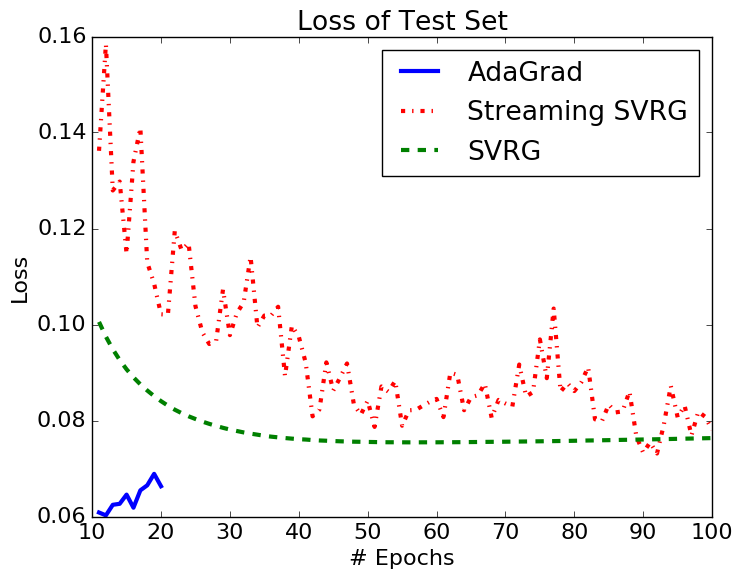 Loss of Test Set
0.16
0.14
0.12
0.10
0.08
0.06
Loss
AdaGrad
Streaming SVRG
SVRG
10 20 30 40 50 60 70 80 90 100
# Epochs